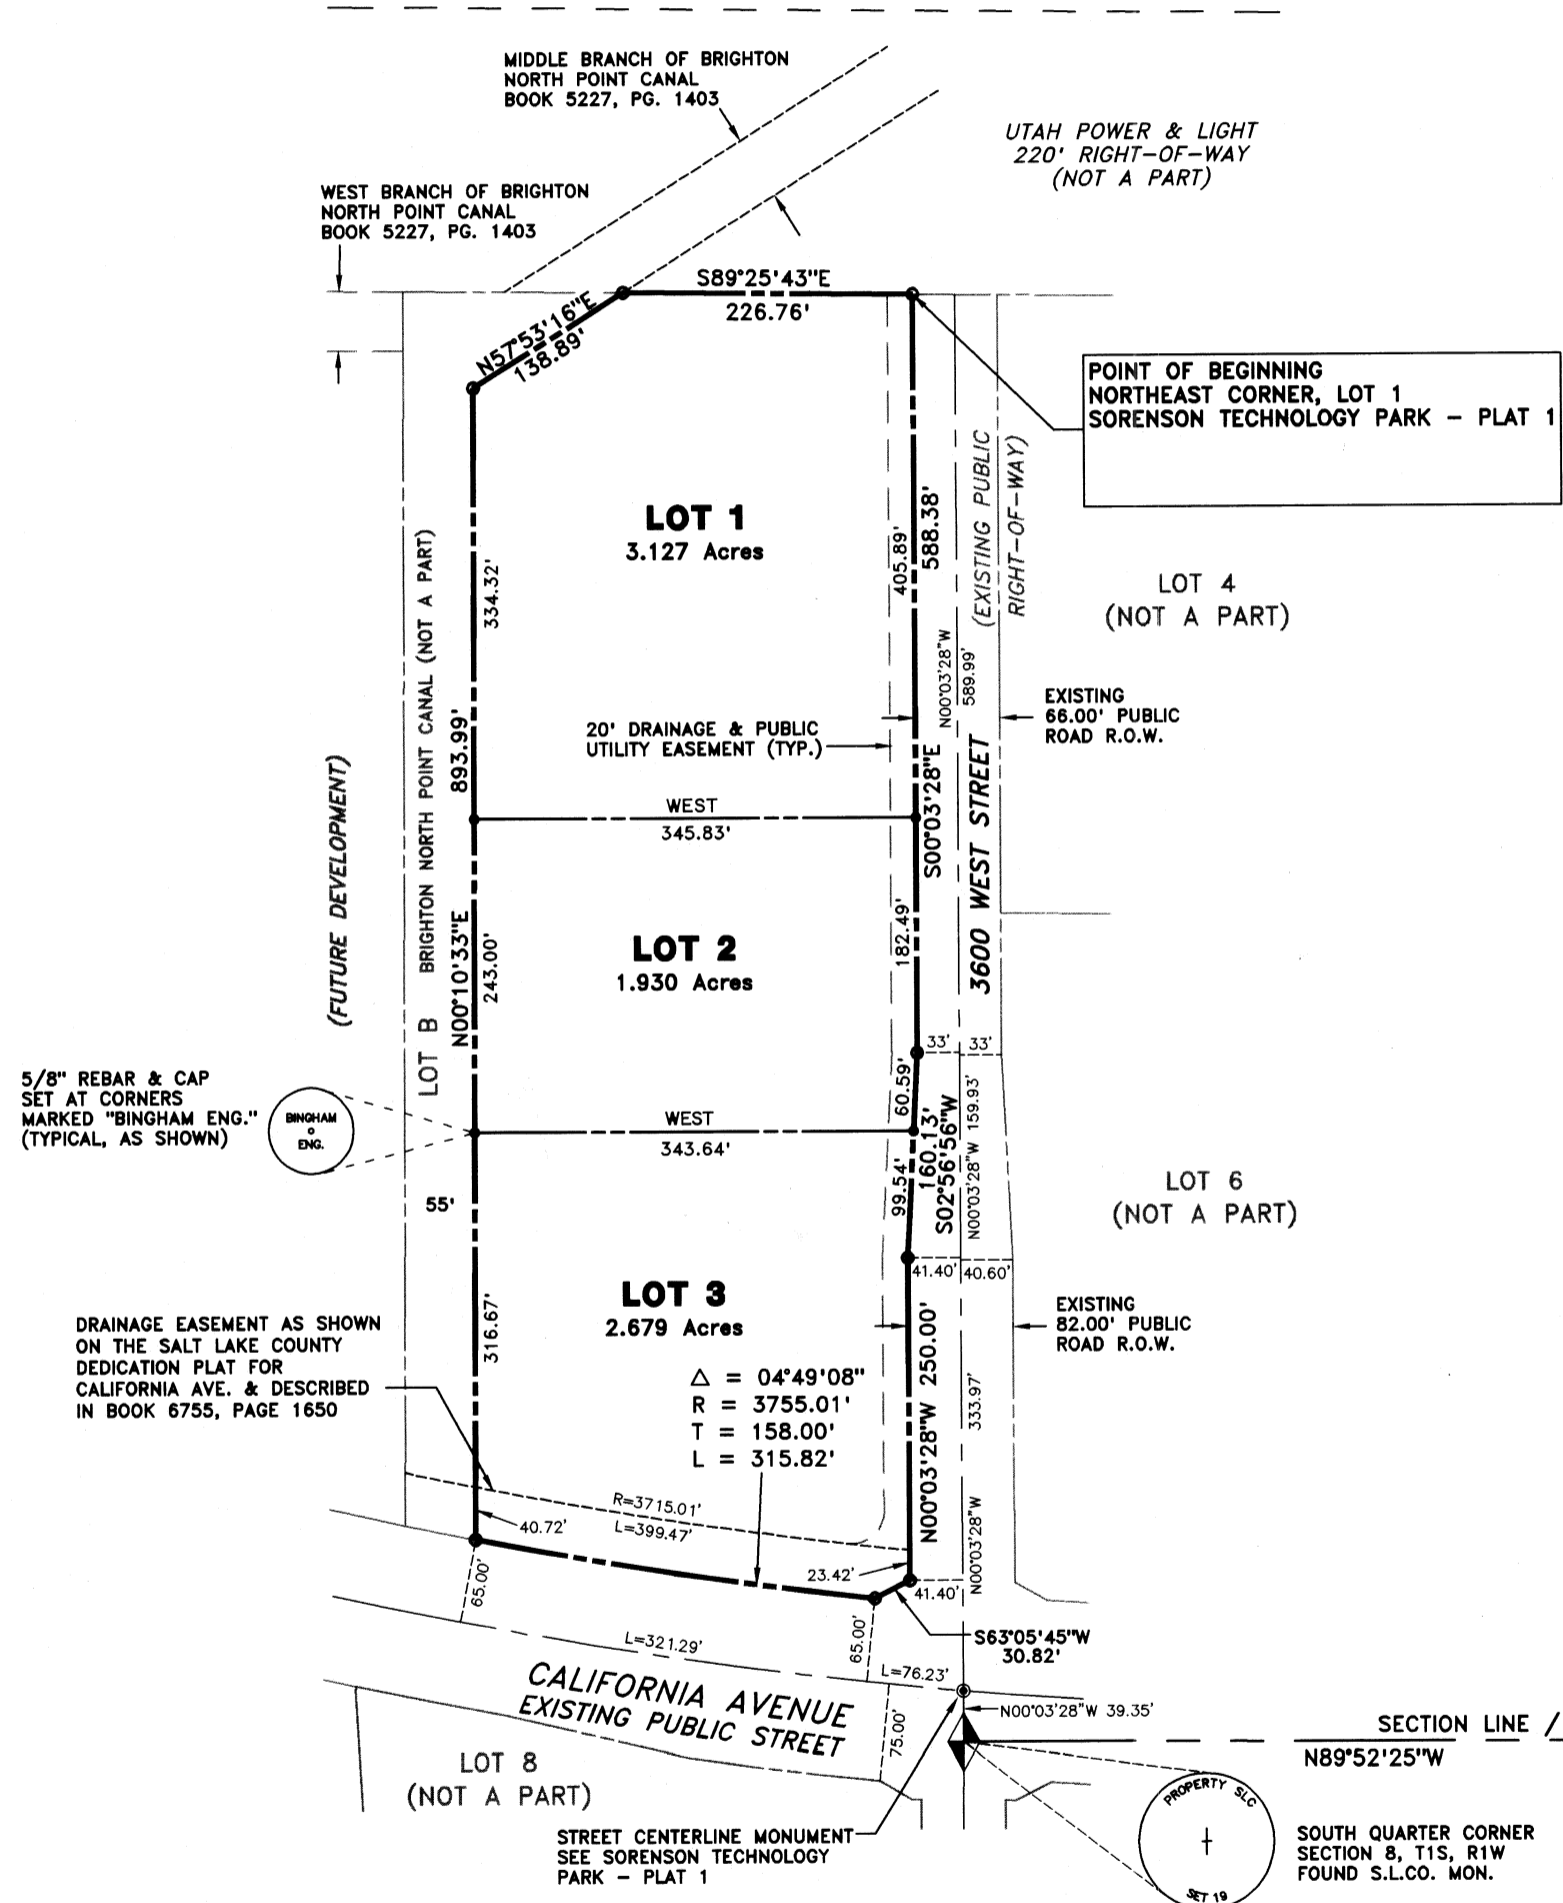 MIDDLE BRANCH OF BRIGHTON
NORTH POINT CANAL
BOOK 5227, PG. 1403
UTAH POWER & LIGHT
220' RIGHT-OF-WAY
(NOT A PART)
WEST BRANCH OF BRIGHTON
NORTH POINT CANAL
BOOK 5227, PG. 1403
S89°25'43"E
226.76'
N57°53'16"E
138.89'
POINT OF BEGINNING
NORTHEAST CORNER, LOT 1
SORENSON TECHNOLOGY PARK - PLAT 1
LOT 1
3.127 Acres
334.32'
405.89'
588.38'
(EXISTING PUBLIC
RIGHT-OF-WAY)
LOT 4
(NOT A PART)
N00°03'28"W
589.99'
EXISTING
66.00' PUBLIC
ROAD R.O.W.
20' DRAINAGE & PUBLIC
UTILITY EASEMENT (TYP.)
893.99'
N00°10'33"E
S00°03'28"E
3600 WEST STREET
WEST
345.83'
(FUTURE DEVELOPMENT)
LOT B BRIGHTON NORTH POINT CANAL (NOT A PART)
LOT 2
1.930 Acres
243.00'
182.49'
33'
33'
60.59'
5/8" REBAR & CAP
SET AT CORNERS
MARKED "BINGHAM ENG."
(TYPICAL, AS SHOWN)
BINGHAM
ENG.
WEST
343.64'
99.54'
160.13'
S02°56'56"W
N00°03'28"W 159.93'
LOT 6
(NOT A PART)
55'
41.40'
40.60'
LOT 3
2.679 Acres
316.67'
EXISTING
82.00' PUBLIC
ROAD R.O.W.
DRAINAGE EASEMENT AS SHOWN
ON THE SALT LAKE COUNTY
DEDICATION PLAT FOR
CALIFORNIA AVE. & DESCRIBED
IN BOOK 6755, PAGE 1650
△ = 04°49'08"
R = 3755.01'
T = 158.00'
L = 315.82'
N00°03'28"W 250.00'
333.97'
N00°03'28"W
R=3715.01'
L=399.47'
40.72'
23.42'
41.40'
65.00'
65.00'
S63°05'45"W
30.82'
L=321.29'
L=76.23'
CALIFORNIA AVENUE
EXISTING PUBLIC STREET
75.00'
N00°03'28"W 39.35'
SECTION LINE /
N89°52'25"W
LOT 8
(NOT A PART)
STREET CENTERLINE MONUMENT
SEE SORENSON TECHNOLOGY
PARK - PLAT 1
PROPERTY SLC
SET 19
SOUTH QUARTER CORNER
SECTION 8, T1S, R1W
FOUND S.L.CO. MON.